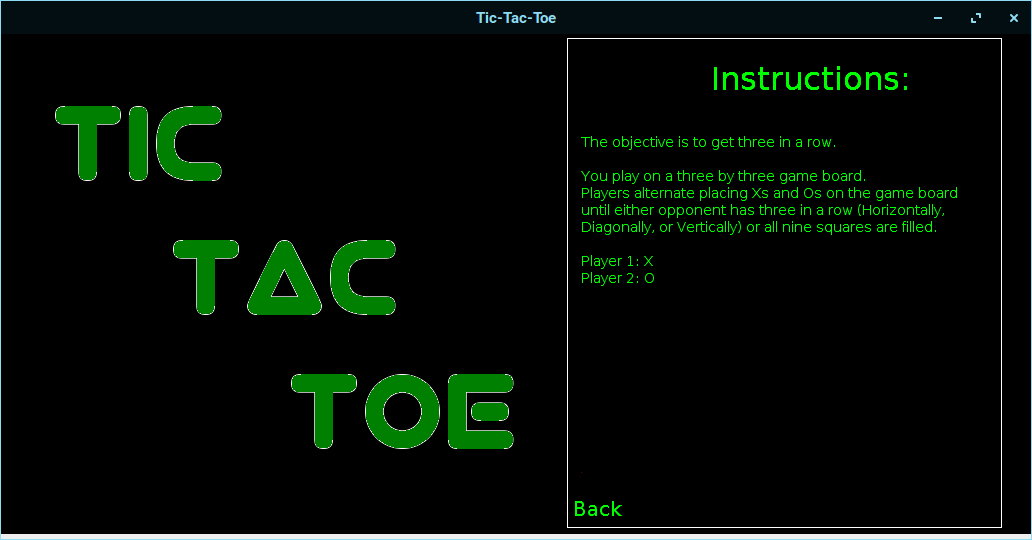 Tic-Tac-Toe
TIC
TAC
TOE
Instructions:
The objective is to get three in a row.
You play on a three by three game board.
Players alternate placing Xs and Os on the game board
until either opponent has three in a row (Horizontally,
Diagonally, or Vertically) or all nine squares are filled.
Player 1: X
Player 2: O
Back